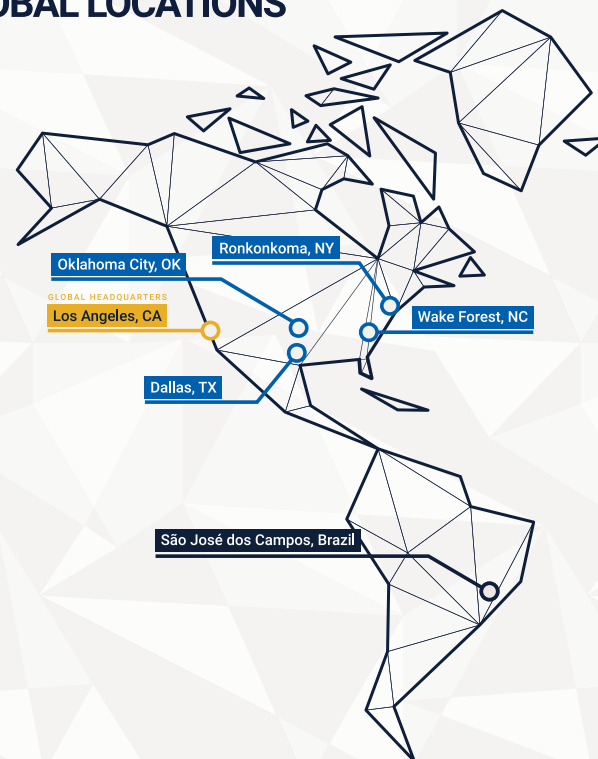 OBAL LOCATIONS
Ronkonkoma, NY
Oklahoma City, OK
GLOBAL HEADQUARTERS
Los Angeles, CA
Wake Forest, NC
Dallas, TX
São José dos Campos, Brazil